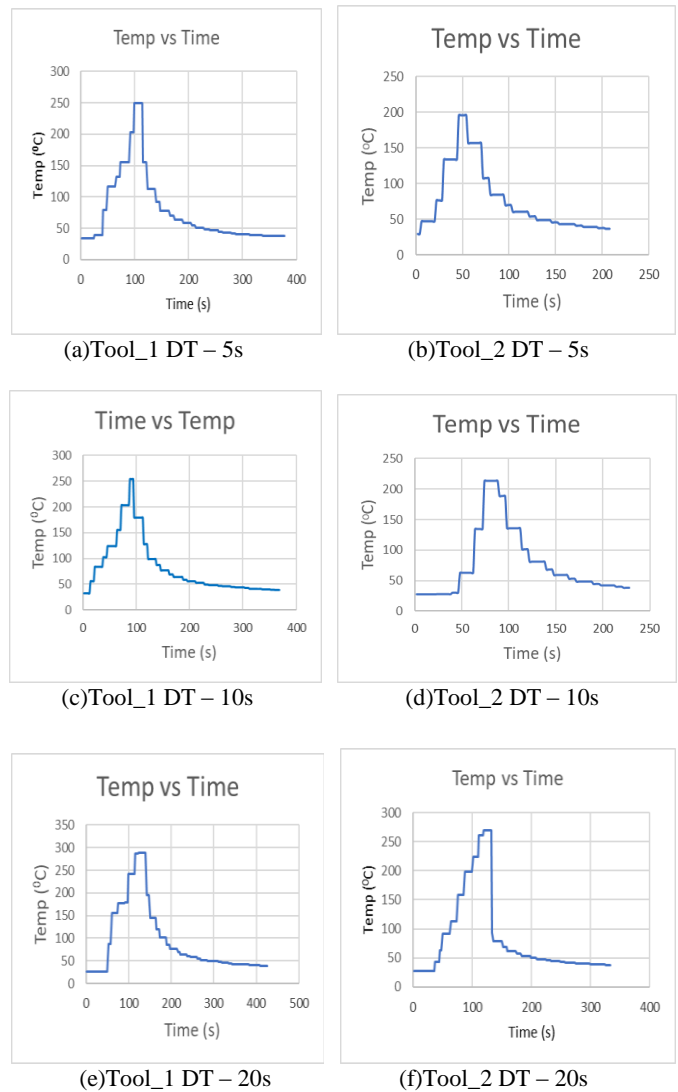 Temp vs Time
Temp (⁰C)
300
250
200
150
100
50
0
0 100 200 300 400
Time (s)
(a)Tool_1 DT – 5s
Temp vs Time
Temp (oC)
250
200
150
100
50
0
0 50 100 150 200 250
Time (s)
(b)Tool_2 DT – 5s
Time vs Temp
Temp (⁰C)
300
250
200
150
100
50
0
0 100 200 300 400
Time (s)
(c)Tool_1 DT – 10s
Temp vs Time
Temp (oC)
250
200
150
100
50
0
0 50 100 150 200 250
Time (s)
(d)Tool_2 DT – 10s
Temp vs Time
Temp (⁰C)
350
300
250
200
150
100
50
0
0 100 200 300 400 500
Time (s)
(e)Tool_1 DT – 20s
Temp vs Time
Temp (⁰C)
300
250
200
150
100
50
0
0 100 200 300 400
Time (s)
(f)Tool_2 DT – 20s